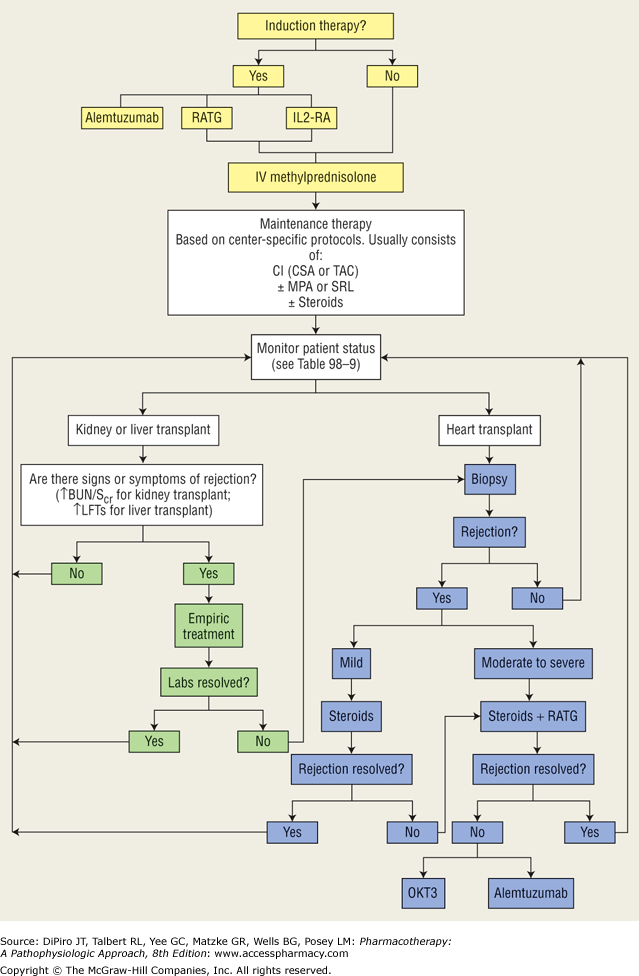 Induction therapy?
Yes
No
Alemtuzumab
RATG
IL2-RA
IV methylprednisolone
Maintenance therapy
Based on center-specific protocols. Usually consists
of:
CI (CSA or TAC)
± MPA or SRL
± Steroids
Monitor patient status
(see Table 98–9)
Kidney or liver transplant
Heart transplant
Are there signs or symptoms of rejection?
(↑BUN/Scr for kidney transplant;
↑LFTs for liver transplant)
Biopsy
Rejection?
No
Yes
Yes
No
Empiric
treatment
Mild
Moderate to severe
Labs resolved?
Steroids
Steroids + RATG
Yes
No
Rejection resolved?
Rejection resolved?
Yes
No
No
Yes
OKT3
Alemtuzumab
Source: DiPiro JT, Talbert RL, Yee GC, Matzke GR, Wells BG, Posey LM: Pharmacotherapy:
A Pathophysiologic Approach, 8th Edition: www.accesspharmacy.com
Copyright © The McGraw-Hill Companies, Inc. All rights reserved.